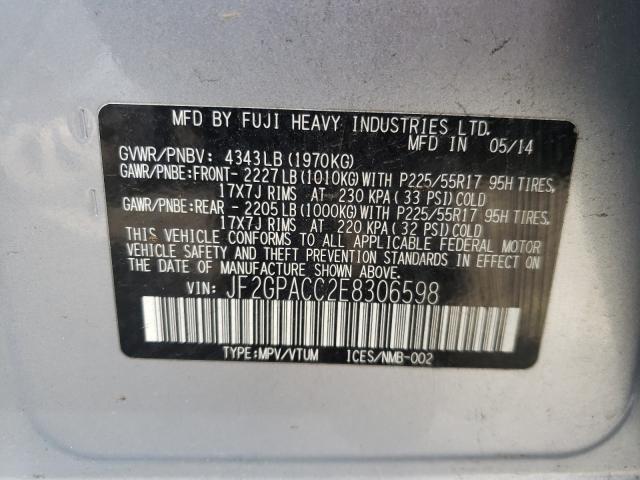 MFD BY FUJI HEAVY INDUSTRIES LTD.
MFD IN 05/14
GVWR/PNBV: 4343LB(1970KG)
GAWR/PNBE:FRONT-2227LB(1010KG)WITH P225/55R17 95H TIRES,
17X7J RIMS AT 230 KPA(33 PSI)COLD
GAWR/PNBE:REAR -2205LB(1000KG)WITH P225/55R17 95H TIRES,
17X7J RIMS AT 220 KPA(32 PSI)COLD
THIS VEHICLE CONFORMS TO ALL APPLICABLE FEDERAL MOTOR
VEHICLE SAFETY AND THEFT PREVENTION STANDARDS IN EFFECT
ON THE DATE OF MANUFACTURE SHOWN ABOVE.
VIN: JF2GPACC2E8306598
TYPE:MPV/VTUM ICES/NMB-002